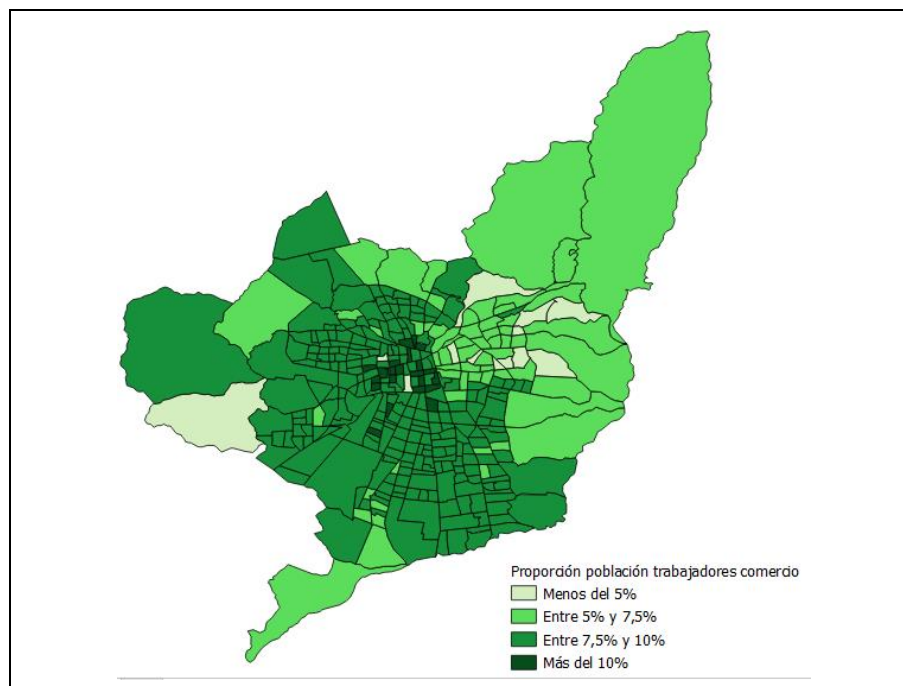 Proporción población trabajadores comercio
Menos del 5%
Entre 5% y 7,5%
Entre 7,5% y 10%
Más del 10%